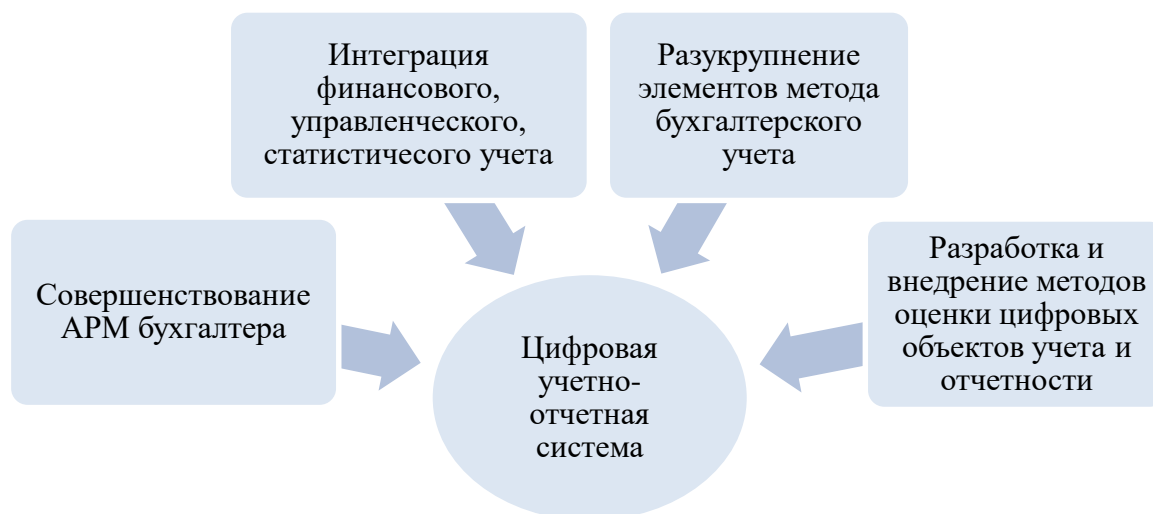 Интеграция
финансового,
управленческого,
статистичесого учета
Разукрупнение
элементов метода
бухгалтерского
учета
Совершенствование
АРМ бухгалтера
Разработка и
внедрение методов
оценки цифровых
объектов учета и
отчетности
Цифровая
учетно-
отчетная
система